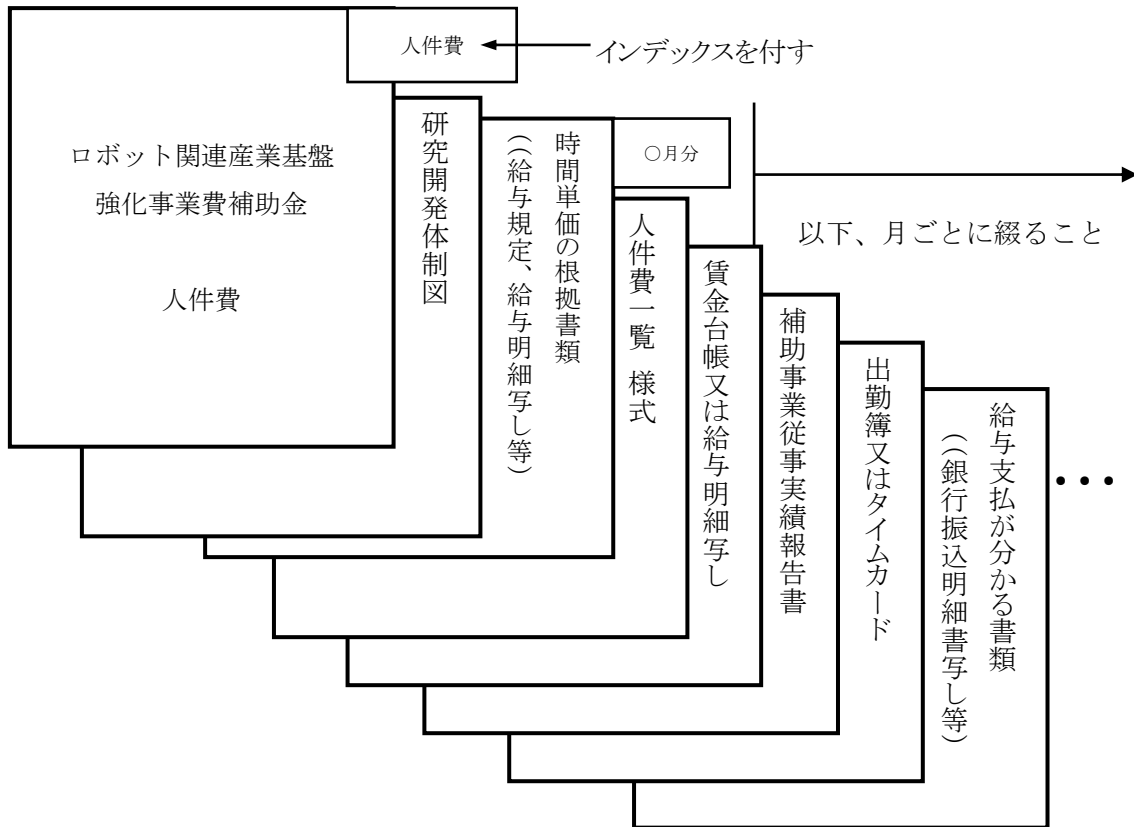 人件費
インデックスを付す
ロボット関連産業基盤
強化事業費補助金
人件費
研究開発体制図
時間単価の根拠書類
((給与規定、給与明細写し等)
○月分
以下、月ごとに綴ること
人件費一覧 様式
賃金台帳又は給与明細写し
補助事業従事実績報告書
出勤簿又はタイムカード
給与支払が分かる書類
((銀行振込明細書写し等)
・・・